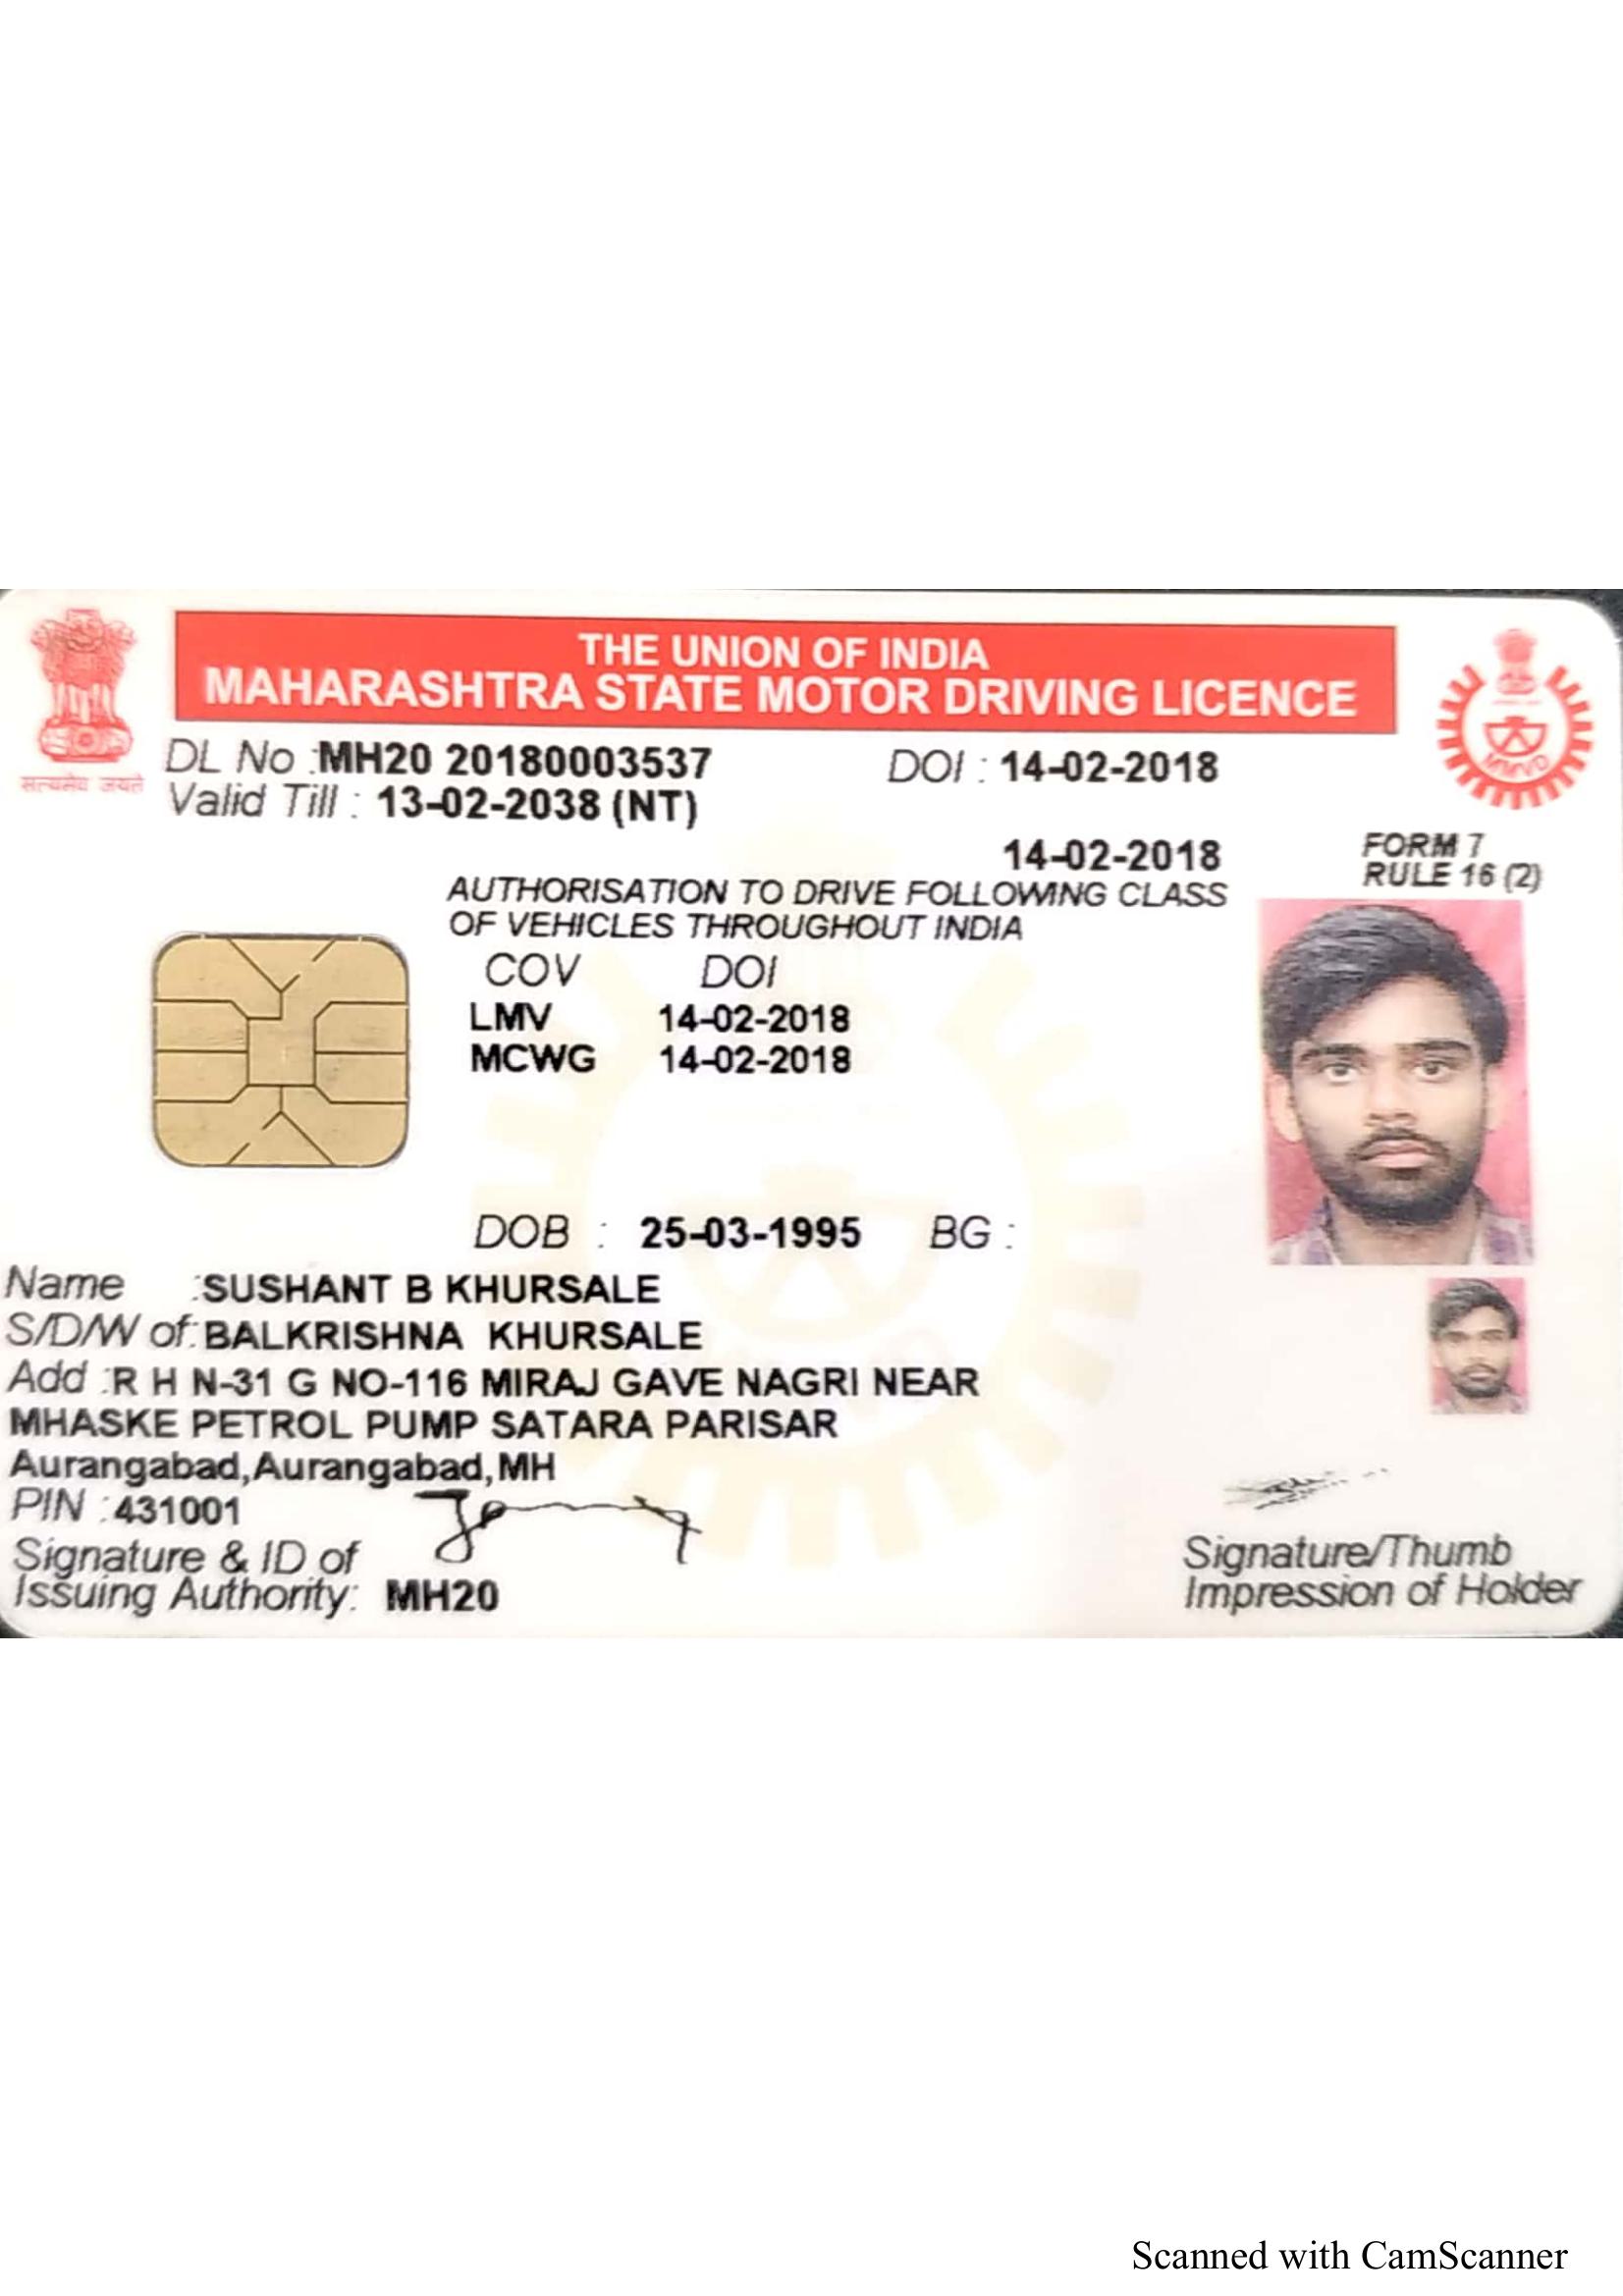 THE UNION OF INDIA
MAHARASHTRA STATE MOTOR DRIVING LICENCE
सत्यमेव जयते
MMVD
DL No :MH20 20180003537 DOI : 14-02-2018
Valid Till : 13-02-2038 (NT)
14-02-2018
FORM 7
RULE 16 (2)
AUTHORISATION TO DRIVE FOLLOWING CLASS
OF VEHICLES THROUGHOUT INDIA
COV DOI
LMV 14-02-2018
MCWG 14-02-2018
DOB : 25-03-1995 BG :
Name :SUSHANT B KHURSALE
S/D/W of:BALKRISHNA KHURSALE
Add :R H N-31 G NO-116 MIRAJ GAVE NAGRI NEAR
MHASKE PETROL PUMP SATARA PARISAR
Aurangabad,Aurangabad,MH
PIN :431001
Signature & ID of
Issuing Authority: MH20
Signature/Thumb
Impression of Holder
Scanned with CamScanner